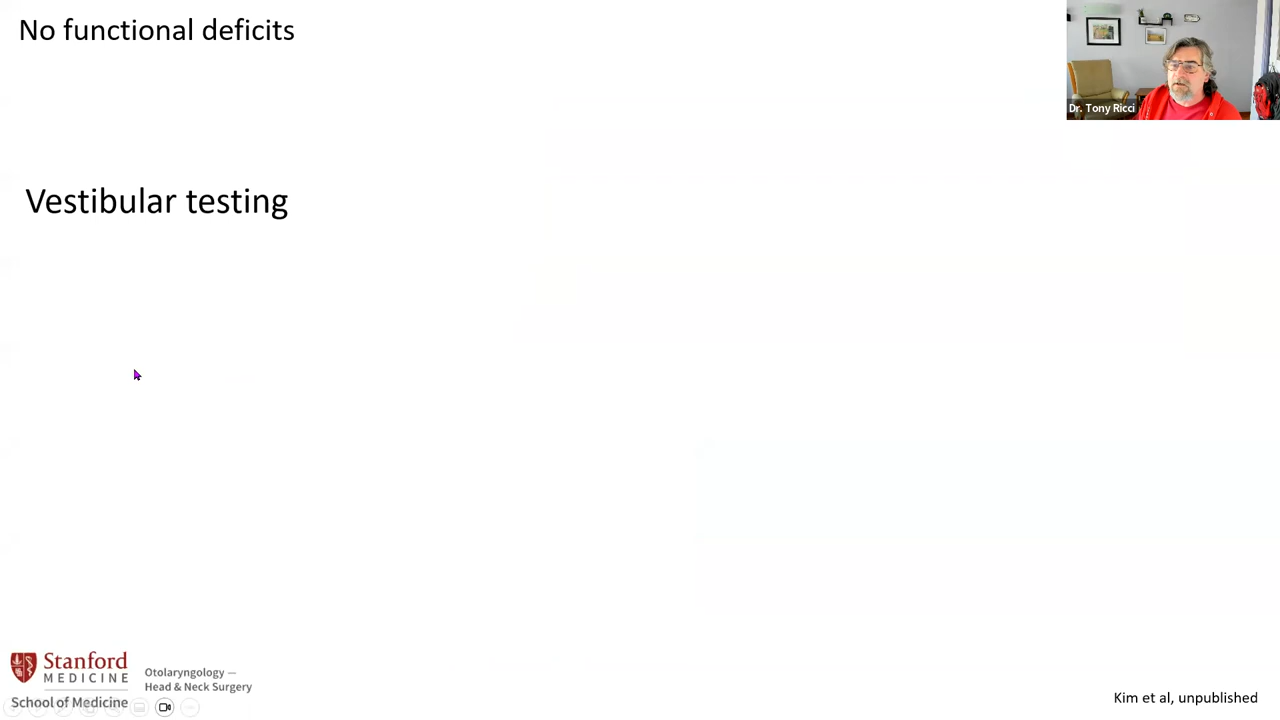 No functional deficits
Dr. Tony Ricci
Vestibular testing
Stanford
MEDICINE
School of Medicine
Otolaryngology —
Head & Neck Surgery
Kim et al, unpublished